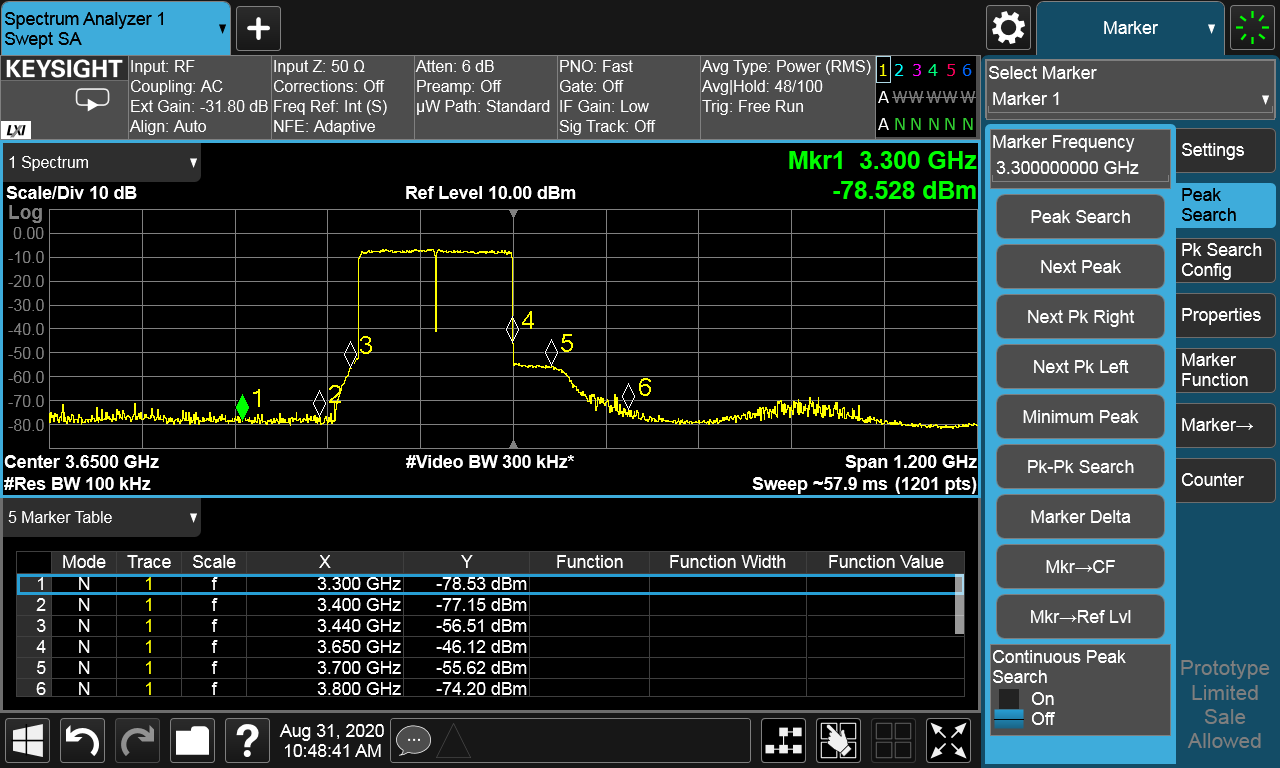 Spectrum Analyzer 1
Swept SA
Marker
KEYSIGHT
LXI
Input: RF
Coupling: AC
Ext Gain: -31.80 dB
Align: Auto
Input Z: 50 Ω
Corrections: Off
Freq Ref: Int (S)
NFE: Adaptive
Atten: 6 dB
Preamp: Off
µW Path: Standard
PNO: Fast
Gate: Off
IF Gain: Low
Sig Track: Off
Avg Type: Power (RMS)
Avg|Hold: 48/100
Trig: Free Run
1 2 3 4 5 6
A W W W W W
A N N N N N
Select Marker
Marker 1
1 Spectrum
Mkr1 3.300 GHz
-78.528 dBm
Scale/Div 10 dB
Ref Level 10.00 dBm
Log
0.00
-10.0
-20.0
-30.0
-40.0
-50.0
-60.0
-70.0
-80.0
1
2
3
4
5
6
Center 3.6500 GHz
#Video BW 300 kHz*
Span 1.200 GHz
#Res BW 100 kHz
Sweep ~57.9 ms (1201 pts)
5 Marker Table
Mode Trace Scale X Y Function Function Width Function Value
1 N 1 f 3.300 GHz -78.53 dBm
2 N 1 f 3.400 GHz -77.15 dBm
3 N 1 f 3.440 GHz -56.51 dBm
4 N 1 f 3.650 GHz -46.12 dBm
5 N 1 f 3.700 GHz -55.62 dBm
6 N 1 f 3.800 GHz -74.20 dBm
Marker Frequency
3.300000000 GHz
Peak Search
Next Peak
Next Pk Right
Next Pk Left
Minimum Peak
Pk-Pk Search
Marker Delta
Mkr→CF
Mkr→Ref Lvl
Continuous Peak
Search
On
Off
Settings
Peak
Search
Pk Search
Config
Properties
Marker
Function
Marker→
Counter
Prototype
Limited
Sale
Allowed
?
Aug 31, 2020
10:48:41 AM